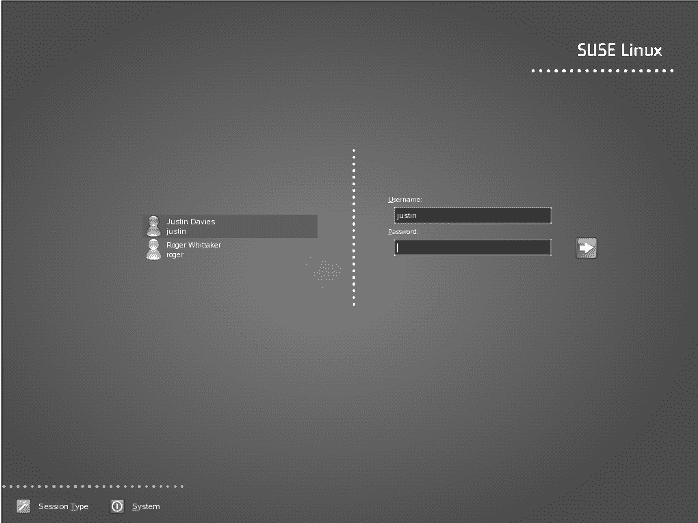 SUSE Linux
Justin Davies
justin
Roger Whittaker
roger
Username:
justin
Password:
Session Type
System